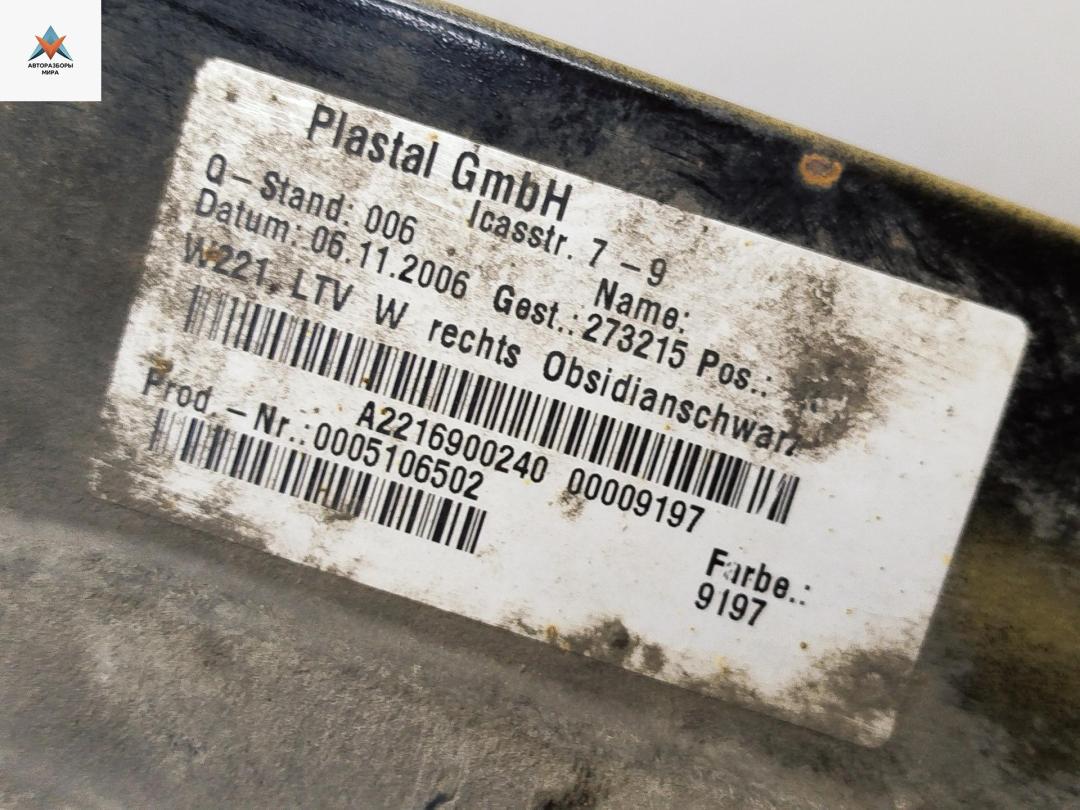 АВТОРАЗБОРЫ
МИРА
Plastal GmbH
Icasstr. 7 – 9
Q – Stand: 006 Name:
Datum: 06.11.2006 Gest.: 273215 Pos.:
W221, LTV W rechts Obsidianschwarz
A2216900240 00009197
Prod. – Nr.: 0005106502
Farbe.:
9197